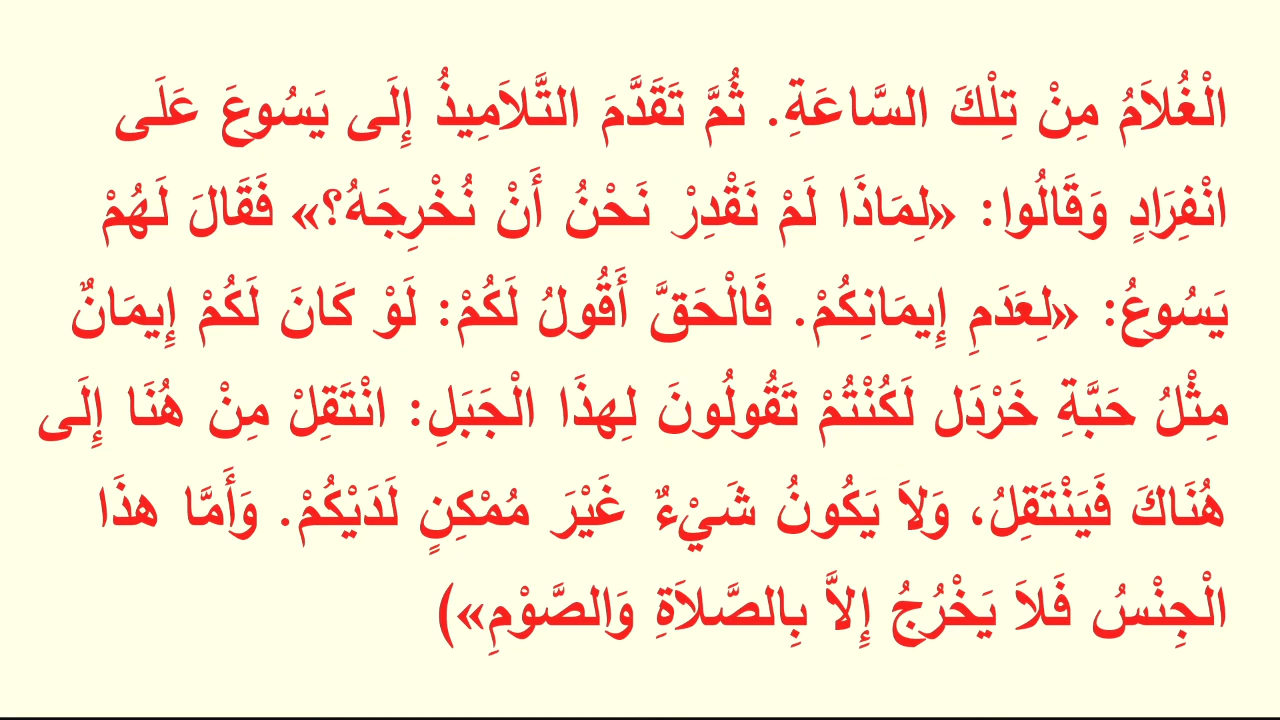 الْغُلاَمُ مِنْ تِلْكَ السَّاعَةِ. ثُمَّ تَقَدَّمَ التَّلاَمِيذُ إِلَى يَسُوعَ عَلَى
انْفِرَادٍ وَقَالُوا: «لِمَاذَا لَمْ نَقْدِرْ نَحْنُ أَنْ نُخْرِجَهُ؟» فَقَالَ لَهُمْ
يَسُوعُ: «لِعَدَمِ إِيمَانِكُمْ. فَالْحَقَّ أَقُولُ لَكُمْ: لَوْ كَانَ لَكُمْ إِيمَانٌ
مِثْلُ حَبَّةِ خَرْدَل لَكُنْتُمْ تَقُولُونَ لِهذَا الْجَبَلِ: انْتَقِلْ مِنْ هُنَا إِلَى
هُنَاكَ فَيَنْتَقِلُ، وَلاَ يَكُونُ شَيْءٌ غَيْرَ مُمْكِنٍ لَدَيْكُمْ. وَأَمَّا هذَا
الْجِنْسُ فَلاَ يَخْرُجُ إِلاَّ بِالصَّلاَةِ وَالصَّوْمِ»)